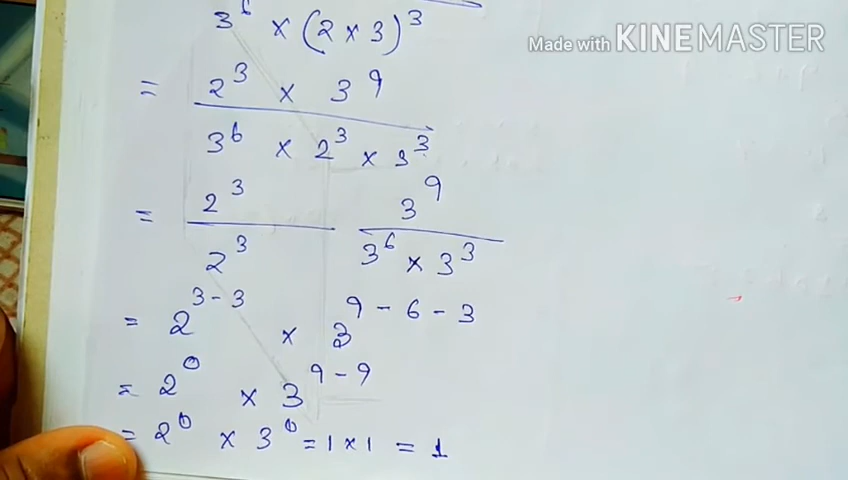 3⁶ × (2 × 3)³
Made with KINEMASTER
= 2³ × 3⁹
3⁶ × 2³ × 3³
= 2³ 3⁹
2³ 3⁶ × 3³
= 2³⁻³ × 3⁹⁻⁶⁻³
= 2⁰ × 3⁹⁻⁹
= 2⁰ × 3⁰ = 1 × 1 = 1